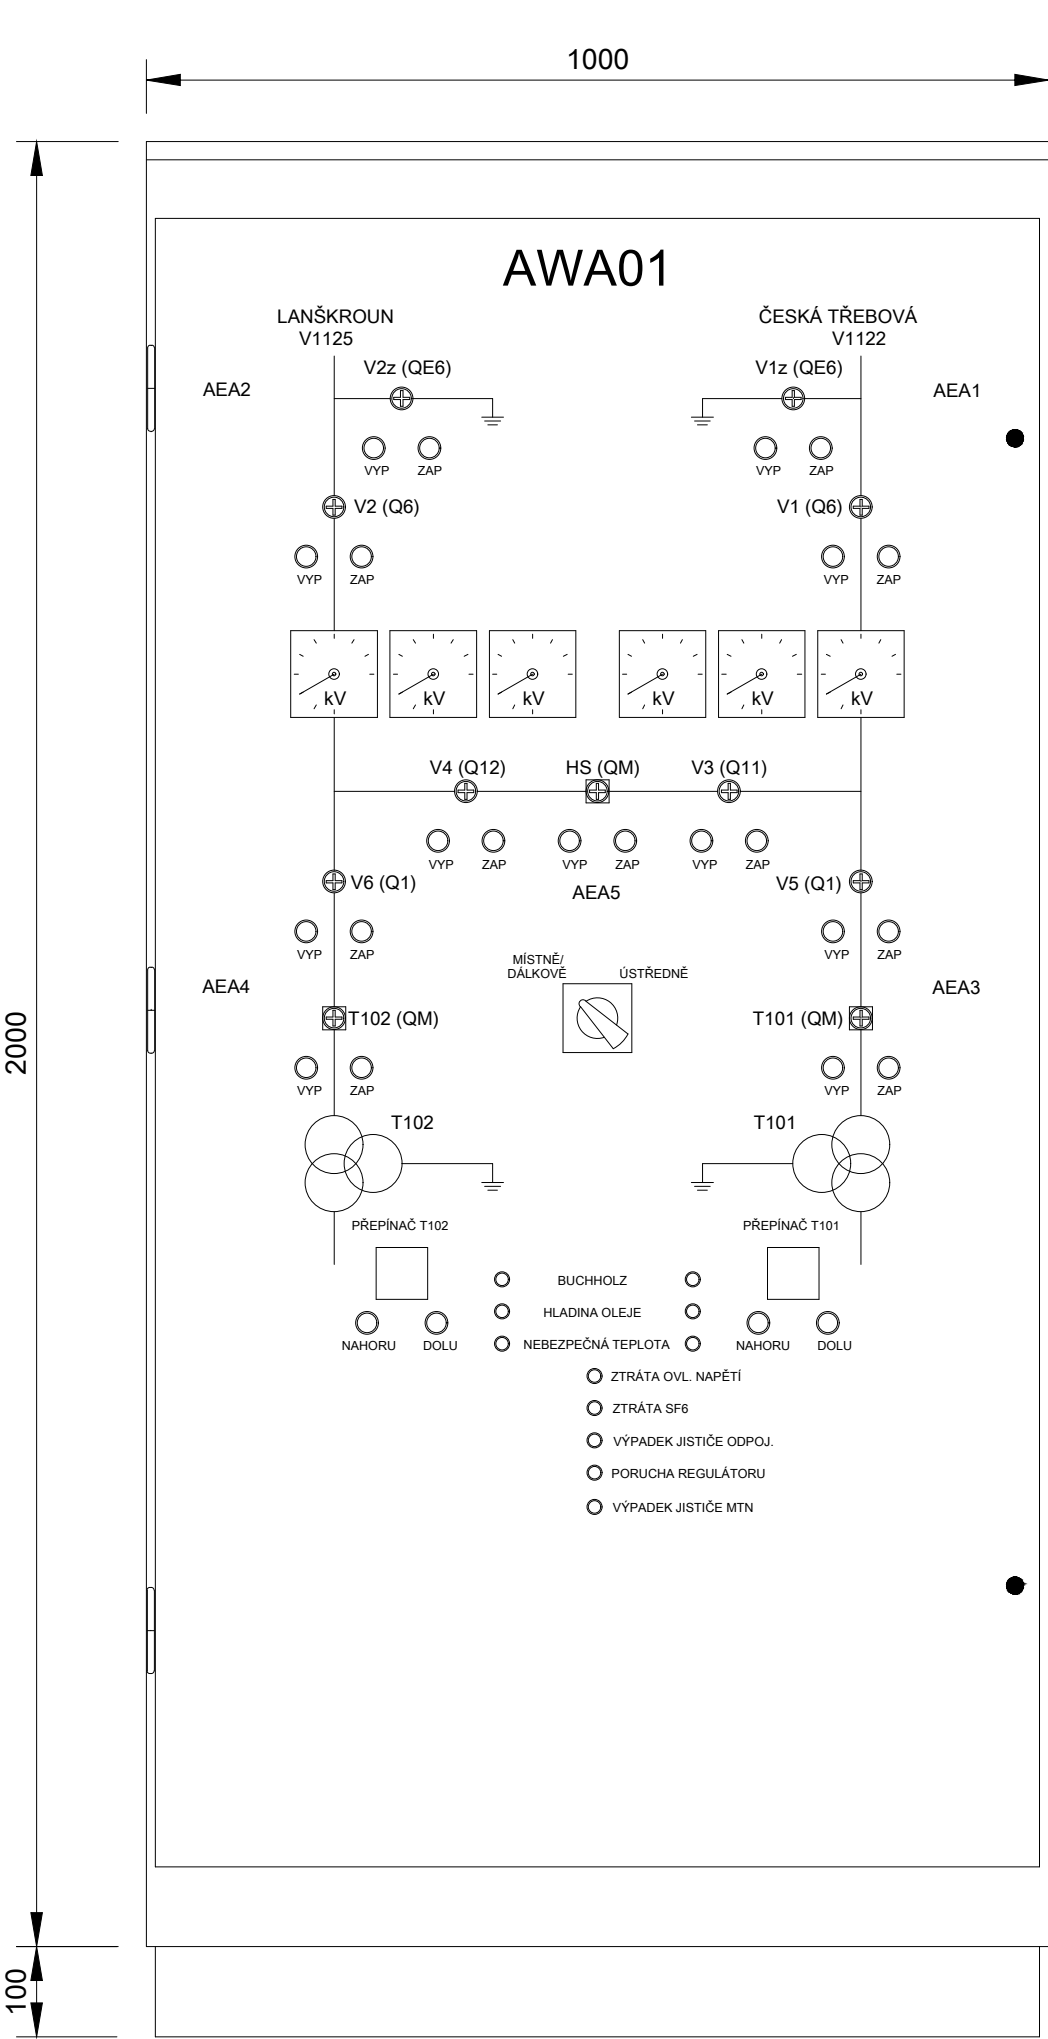 1000
AWA01
LANŠKROUN
V1125
ČESKÁ TŘEBOVÁ
V1122
V2z (QE6)
V1z (QE6)
AEA2
AEA1
VYP ZAP
VYP ZAP
V2 (Q6)
V1 (Q6)
VYP ZAP
VYP ZAP
kV kV kV kV kV kV
V4 (Q12) HS (QM) V3 (Q11)
VYP ZAP VYP ZAP VYP ZAP
V6 (Q1)
AEA5
V5 (Q1)
VYP ZAP
VYP ZAP
MÍSTNĚ/
DÁLKOVĚ
ÚSTŘEDNĚ
AEA4
AEA3
T102 (QM)
T101 (QM)
2000
VYP ZAP
VYP ZAP
T102
T101
PŘEPÍNAČ T102
PŘEPÍNAČ T101
BUCHHOLZ
HLADINA OLEJE
NAHORU DOLU
NEBEZPEČNÁ TEPLOTA
NAHORU DOLU
ZTRÁTA OVL. NAPĚTÍ
ZTRÁTA SF6
VÝPADEK JISTIČE ODPOJ.
PORUCHA REGULÁTORU
VÝPADEK JISTIČE MTN
100